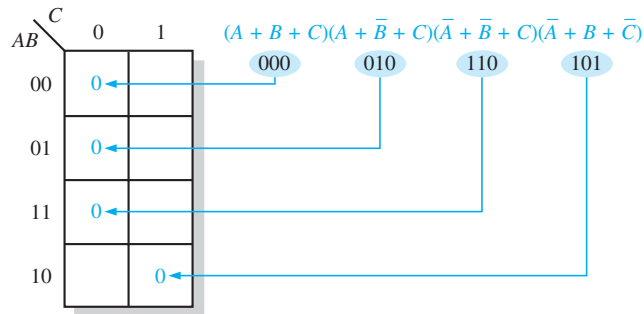 C
AB
0 1
(A + B + C)(A + B̅ + C)(A̅ + B̅ + C)(A̅ + B + C̅)
000 010 110 101
00 0
01 0
11 0
10 0